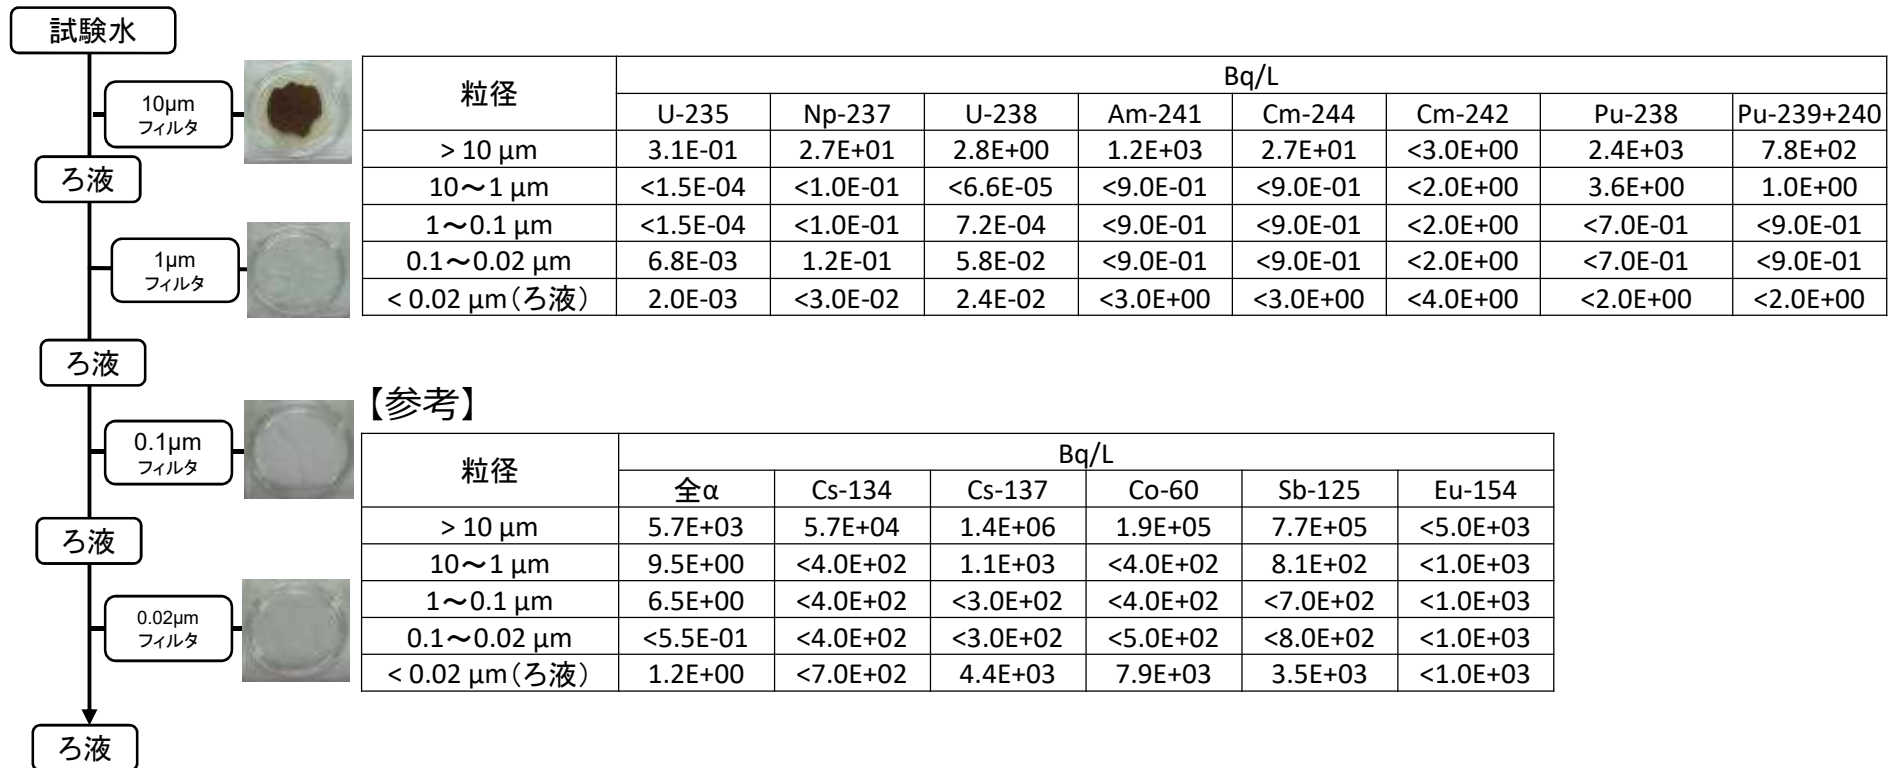 試験水
10µm
フィルタ
ろ液
1µm
フィルタ
ろ液
0.1µm
フィルタ
ろ液
0.02µm
フィルタ
ろ液
粒径 Bq/L
U-235 Np-237 U-238 Am-241 Cm-244 Cm-242 Pu-238 Pu-239+240
> 10 µm 3.1E-01 2.7E+01 2.8E+00 1.2E+03 2.7E+01 <3.0E+00 2.4E+03 7.8E+02
10～1 µm <1.5E-04 <1.0E-01 <6.6E-05 <9.0E-01 <9.0E-01 <2.0E+00 3.6E+00 1.0E+00
1～0.1 µm <1.5E-04 <1.0E-01 7.2E-04 <9.0E-01 <9.0E-01 <2.0E+00 <7.0E-01 <9.0E-01
0.1～0.02 µm 6.8E-03 1.2E-01 5.8E-02 <9.0E-01 <9.0E-01 <2.0E+00 <7.0E-01 <9.0E-01
< 0.02 µm（ろ液） 2.0E-03 <3.0E-02 2.4E-02 <3.0E+00 <3.0E+00 <4.0E+00 <2.0E+00 <2.0E+00
【参考】
粒径 Bq/L
全α Cs-134 Cs-137 Co-60 Sb-125 Eu-154
> 10 µm 5.7E+03 5.7E+04 1.4E+06 1.9E+05 7.7E+05 <5.0E+03
10～1 µm 9.5E+00 <4.0E+02 1.1E+03 <4.0E+02 8.1E+02 <1.0E+03
1～0.1 µm 6.5E+00 <4.0E+02 <3.0E+02 <4.0E+02 <7.0E+02 <1.0E+03
0.1～0.02 µm <5.5E-01 <4.0E+02 <3.0E+02 <5.0E+02 <8.0E+02 <1.0E+03
< 0.02 µm（ろ液） 1.2E+00 <7.0E+02 4.4E+03 7.9E+03 3.5E+03 <1.0E+03